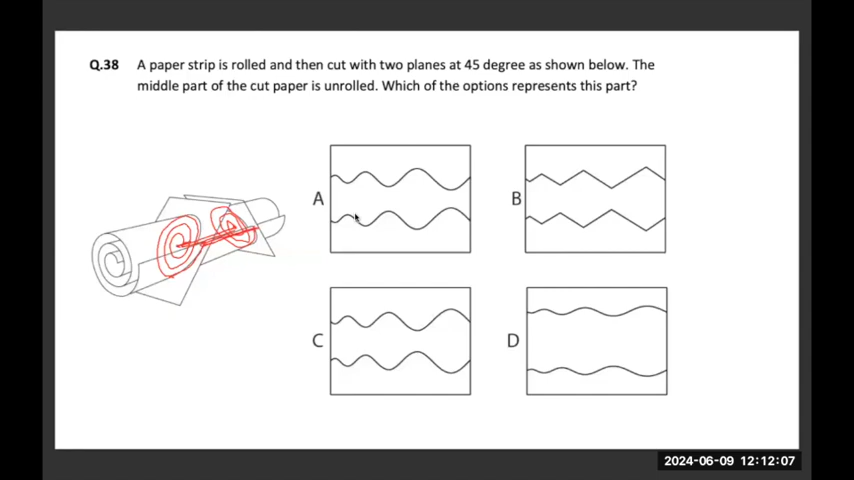 Q.38 A paper strip is rolled and then cut with two planes at 45 degree as shown below. The
middle part of the cut paper is unrolled. Which of the options represents this part?
A
B
C
D
2024-06-09 12:12:07